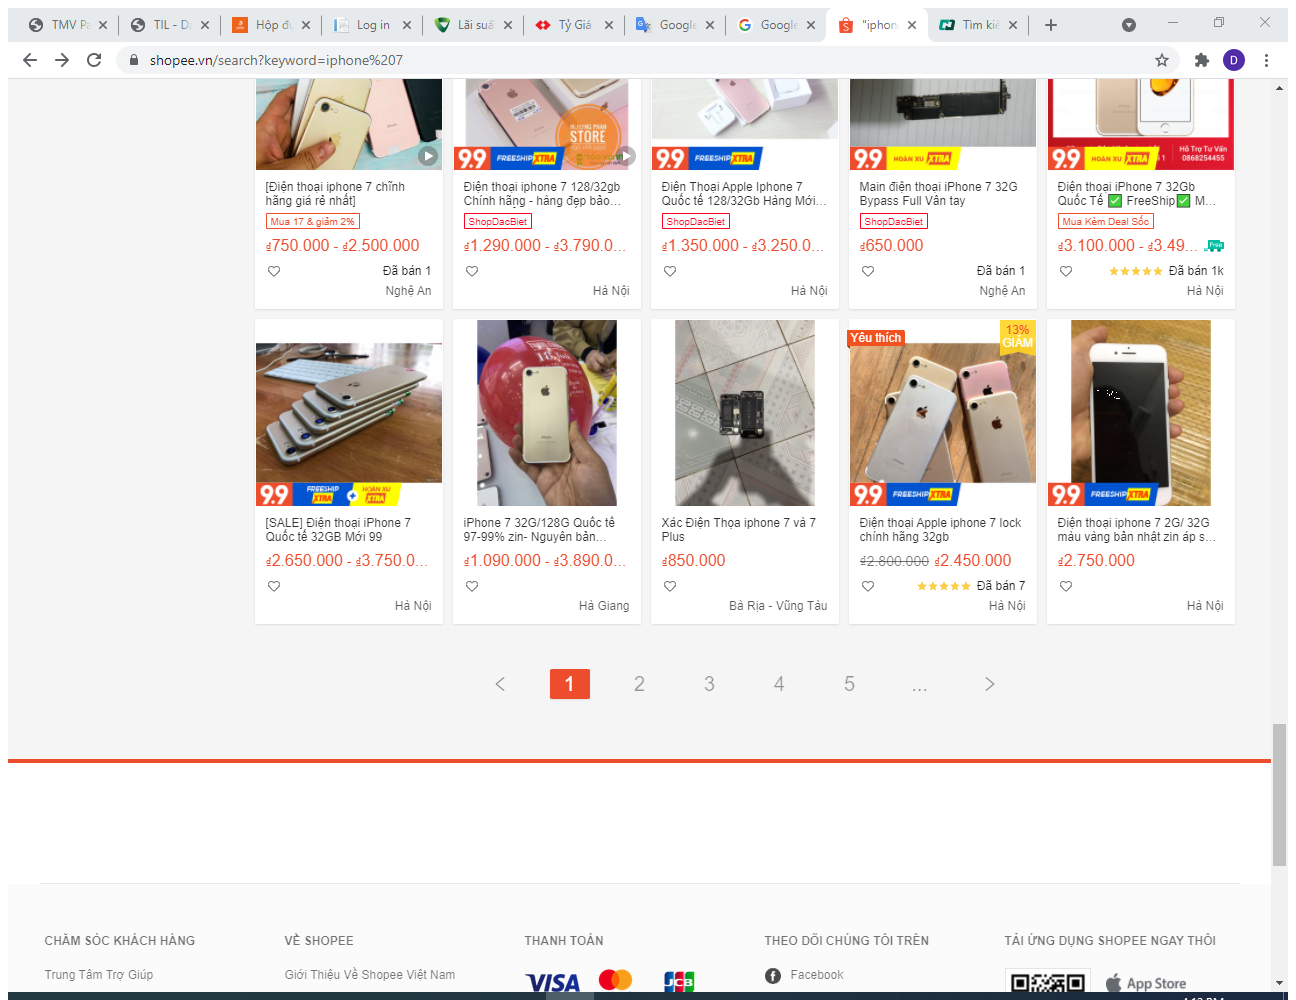 TMV Pa
TIL - Da
Hộp đu
Log in
Lãi suấ
Tỷ Giá
Google
Google
"iphon
Tìm kiế
shopee.vn/search?keyword=iphone%207
D
STORE
9.9 FREESHIP XTRA
9.9 FREESHIP XTRA
9.9 HOÀN XU XTRA
9.9 HOÀN XU XTRA
Hỗ Trợ Tư Vấn
0868254455
[Điện thoại iphone 7 chính
hãng giá rẻ nhất]
Mua 17 & giảm 2%
₫750.000 - ₫2.500.000
Đã bán 1
Nghệ An
Điện thoại iphone 7 128/32gb
Chính hãng - hàng đẹp bảo...
ShopDacBiet
₫1.290.000 - ₫3.790.0...
Hà Nội
Điện Thoại Apple Iphone 7
Quốc tế 128/32Gb Hàng Mới...
ShopDacBiet
₫1.350.000 - ₫3.250.0...
Hà Nội
Main điện thoại iPhone 7 32G
Bypass Full Vân tay
ShopDacBiet
₫650.000
Đã bán 1
Nghệ An
Điện thoại iPhone 7 32Gb
Quốc Tế ✅ FreeShip✅ M...
Mua Kèm Deal Sốc
₫3.100.000 - ₫3.49...
Free
Đã bán 1k
Hà Nội
9.9 FREESHIP XTRA + HOÀN XU XTRA
[SALE] Điện thoại iPhone 7
Quốc tế 32GB Mới 99
₫2.650.000 - ₫3.750.0...
Hà Nội
iPhone 7 32G/128G Quốc tế
97-99% zin- Nguyên bản...
₫1.090.000 - ₫3.890.0...
Hà Giang
Xác Điện Thọa iphone 7 và 7
Plus
₫850.000
Bà Rịa - Vũng Tàu
Yêu thích
13%
GIẢM
9.9 FREESHIP XTRA
Điện thoại Apple iphone 7 lock
chính hãng 32gb
₫2.800.000 ₫2.450.000
Đã bán 7
Hà Nội
9.9 FREESHIP XTRA
Điện thoại iphone 7 2G/ 32G
màu vàng bản nhật zin áp s...
₫2.750.000
Hà Nội
1 2 3 4 5 ...
CHĂM SÓC KHÁCH HÀNG
Trung Tâm Trợ Giúp
VỀ SHOPEE
Giới Thiệu Về Shopee Việt Nam
THANH TOÁN
VISA
JCB
THEO DÕI CHÚNG TÔI TRÊN
Facebook
TẢI ỨNG DỤNG SHOPEE NGAY THÔI
App Store